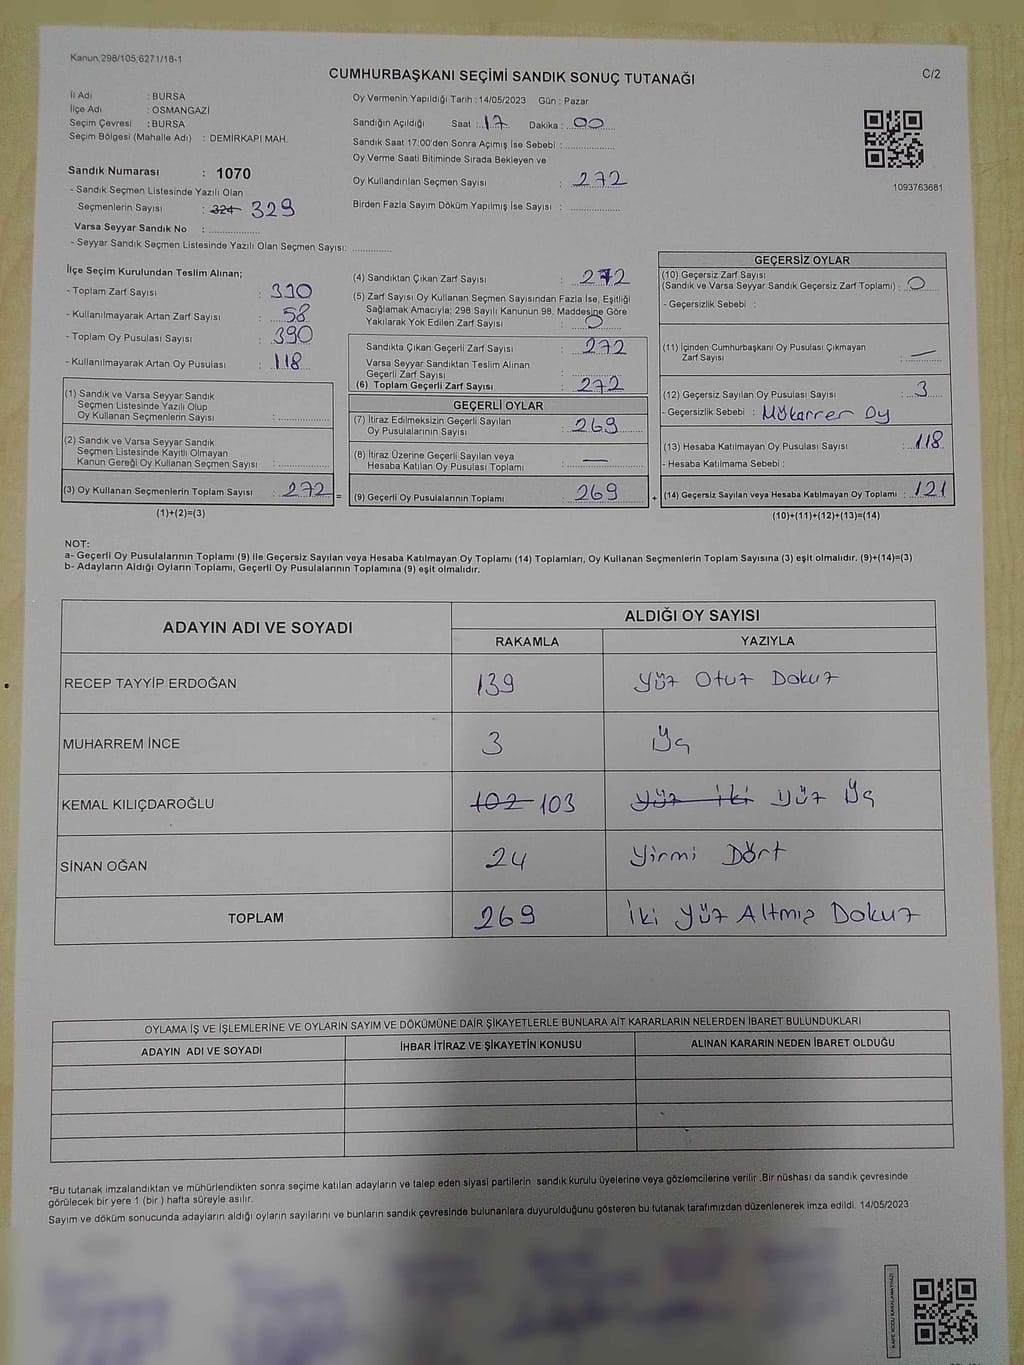 Kanun;298/105,6271/18-1
CUMHURBAŞKANI SEÇİMİ SANDIK SONUÇ TUTANAĞI
C/2
İl Adı : BURSA
İlçe Adı : OSMANGAZİ
Seçim Çevresi : BURSA
Seçim Bölgesi (Mahalle Adı) : DEMİRKAPI MAH.
Oy Vermenin Yapıldığı Tarih : 14/05/2023 Gün : Pazar
Sandığın Açıldığı Saat : 17 Dakika : 00
Sandık Saat 17:00'den Sonra Açımış İse Sebebi :
Oy Verme Saati Bitiminde Sırada Bekleyen ve
Oy Kullandırılan Seçmen Sayısı : 272
Birden Fazla Sayım Döküm Yapılmış İse Sayısı :
1093763681
Sandık Numarası : 1070
- Sandık Seçmen Listesinde Yazılı Olan
Seçmenlerin Sayısı : 324 329
Varsa Seyyar Sandık No :
- Seyyar Sandık Seçmen Listesinde Yazılı Olan Seçmen Sayısı:
İlçe Seçim Kurulundan Teslim Alınan;
- Toplam Zarf Sayısı : 330
- Kullanılmayarak Artan Zarf Sayısı : 58
- Toplam Oy Pusulası Sayısı : 390
- Kullanılmayarak Artan Oy Pusulası : 118
(1) Sandık ve Varsa Seyyar Sandık
Seçmen Listesinde Yazılı Olup
Oy Kullanan Seçmenlerin Sayısı :
(2) Sandık ve Varsa Seyyar Sandık
Seçmen Listesinde Kayıtlı Olmayan
Kanun Gereği Oy Kullanan Seçmen Sayısı :
(3) Oy Kullanan Seçmenlerin Toplam Sayısı : 272 =
(1)+(2)=(3)
(4) Sandıktan Çıkan Zarf Sayısı : 272
(5) Zarf Sayısı Oy Kullanan Seçmen Sayısından Fazla İse, Eşitliği
Sağlamak Amacıyla; 298 Sayılı Kanunun 98. Maddesine Göre
Yakılarak Yok Edilen Zarf Sayısı : 0
Sandıkta Çıkan Geçerli Zarf Sayısı : 272
Varsa Seyyar Sandıktan Teslim Alınan
Geçerli Zarf Sayısı :
(6) Toplam Geçerli Zarf Sayısı : 272
GEÇERLİ OYLAR
(7) İtiraz Edilmeksizin Geçerli Sayılan
Oy Pusulalarının Sayısı : 269
(8) İtiraz Üzerine Geçerli Sayılan veya
Hesaba Katılan Oy Pusulası Toplamı : —
(9) Geçerli Oy Pusulalarının Toplamı : 269 +
GEÇERSİZ OYLAR
(10) Geçersiz Zarf Sayısı
(Sandık ve Varsa Seyyar Sandık Geçersiz Zarf Toplamı) : 0
- Geçersizlik Sebebi :
(11) İçinden Cumhurbaşkanı Oy Pusulası Çıkmayan
Zarf Sayısı : —
(12) Geçersiz Sayılan Oy Pusulası Sayısı : 3
- Geçersizlik Sebebi : Mükarrer Oy
(13) Hesaba Katılmayan Oy Pusulası Sayısı : 118
- Hesaba Katılmama Sebebi :
(14) Geçersiz Sayılan veya Hesaba Katılmayan Oy Toplamı : 121
(10)+(11)+(12)+(13)=(14)
NOT:
a- Geçerli Oy Pusulalarının Toplamı (9) ile Geçersiz Sayılan veya Hesaba Katılmayan Oy Toplamı (14) Toplamları, Oy Kullanan Seçmenlerin Toplam Sayısına (3) eşit olmalıdır. (9)+(14)=(3)
b- Adayların Aldığı Oyların Toplamı, Geçerli Oy Pusulalarının Toplamına (9) eşit olmalıdır.
ADAYIN ADI VE SOYADI
ALDIĞI OY SAYISI
RAKAMLA YAZIYLA
RECEP TAYYİP ERDOĞAN 139 Yüz Otuz Dokuz
MUHARREM İNCE 3 Üç
KEMAL KILIÇDAROĞLU 102 103 Yüz İki Yüz Üç
SİNAN OĞAN 24 Yirmi Dört
TOPLAM 269 İki Yüz Altmış Dokuz
OYLAMA İŞ VE İŞLEMLERİNE VE OYLARIN SAYIM VE DÖKÜMÜNE DAİR ŞİKAYETLERLE BUNLARA AİT KARARLARIN NELERDEN İBARET BULUNDUKLARI
ADAYIN ADI VE SOYADI İHBAR İTİRAZ VE ŞİKAYETİN KONUSU ALINAN KARARIN NEDEN İBARET OLDUĞU
*Bu tutanak imzalandıktan ve mühürlendikten sonra seçime katılan adayların ve talep eden siyasi partilerin sandık kurulu üyelerine veya gözlemcilerine verilir .Bir nüshası da sandık çevresinde
görülecek bir yere 1 (bir ) hafta süreyle asılır.
Sayım ve döküm sonucunda adayların aldığı oyların sayılarını ve bunların sandık çevresinde bulunanlara duyurulduğunu gösteren bu tutanak tarafımızdan düzenlenerek imza edildi. 14/05/2023